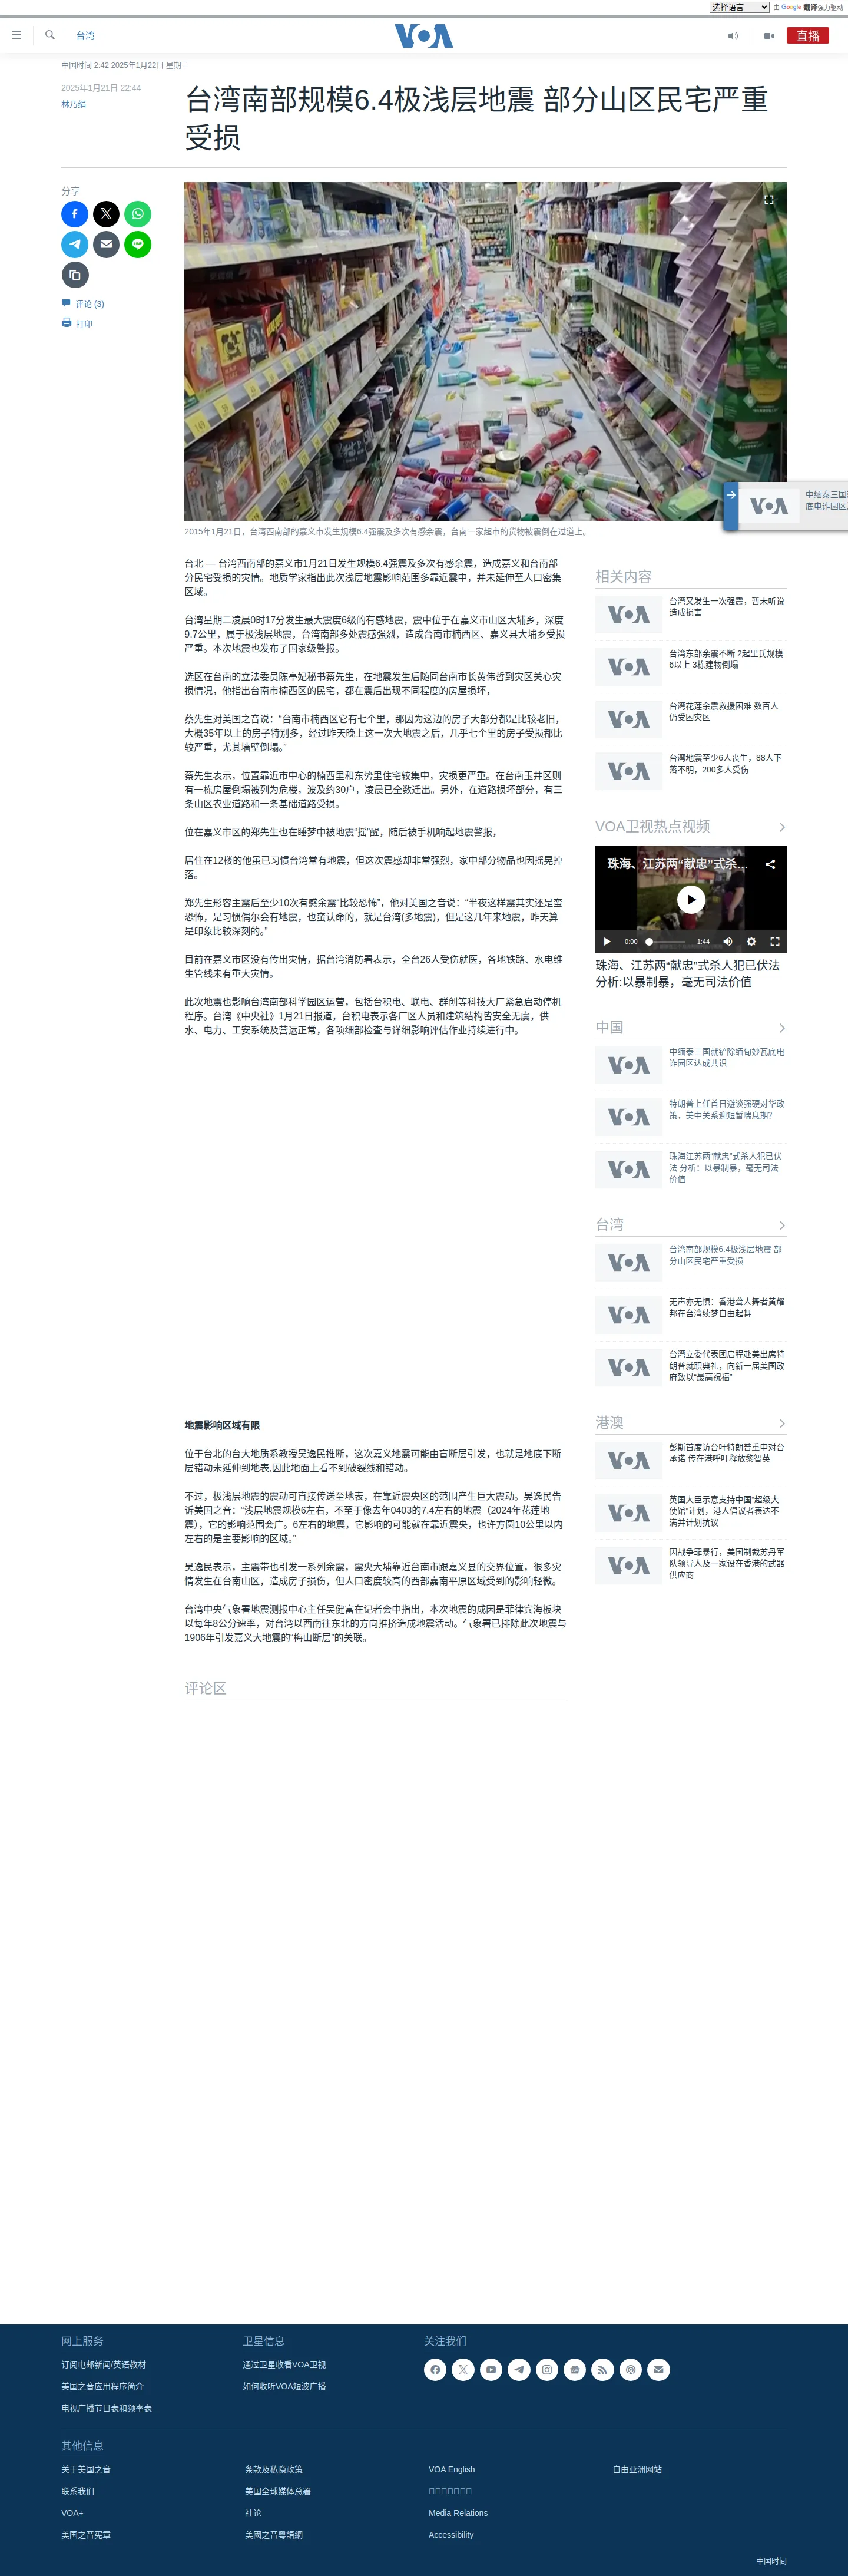 选择语言
由 Google 翻译强力驱动
台湾
VOA
直播
中国时间 2:42 2025年1月22日 星期三
2025年1月21日 22:44
林乃绢
台湾南部规模6.4极浅层地震 部分山区民宅严重
受损
分享
评论 (3)
打印
中缅泰三国
底电诈园区
VOA
2015年1月21日，台湾西南部的嘉义市发生规模6.4强震及多次有感余震，台南一家超市的货物被震倒在过道上。
台北 — 台湾西南部的嘉义市1月21日发生规模6.4强震及多次有感余震，造成嘉义和台南部
分民宅受损的灾情。地质学家指出此次浅层地震影响范围多靠近震中，并未延伸至人口密集
区域。
台湾星期二凌晨0时17分发生最大震度6级的有感地震，震中位于在嘉义市山区大埔乡，深度
9.7公里，属于极浅层地震，台湾南部多处震感强烈，造成台南市楠西区、嘉义县大埔乡受损
严重。本次地震也发布了国家级警报。
选区在台南的立法委员陈亭妃秘书蔡先生，在地震发生后随同台南市长黄伟哲到灾区关心灾
损情况，他指出台南市楠西区的民宅，都在震后出现不同程度的房屋损坏，
蔡先生对美国之音说：“台南市楠西区它有七个里，那因为这边的房子大部分都是比较老旧，
大概35年以上的房子特别多，经过昨天晚上这一次大地震之后，几乎七个里的房子受损都比
较严重，尤其墙壁倒塌。”
蔡先生表示，位置靠近市中心的楠西里和东势里住宅较集中，灾损更严重。在台南玉井区则
有一栋房屋倒塌被列为危楼，波及约30户，凌晨已全数迁出。另外，在道路损坏部分，有三
条山区农业道路和一条基础道路受损。
位在嘉义市区的郑先生也在睡梦中被地震“摇”醒，随后被手机响起地震警报，
居住在12楼的他虽已习惯台湾常有地震，但这次震感却非常强烈，家中部分物品也因摇晃掉
落。
郑先生形容主震后至少10次有感余震“比较恐怖”，他对美国之音说：“半夜这样震其实还是蛮
恐怖，是习惯偶尔会有地震，也蛮认命的，就是台湾(多地震)，但是这几年来地震，昨天算
是印象比较深刻的。”
目前在嘉义市区没有传出灾情，据台湾消防署表示，全台26人受伤就医，各地铁路、水电维
生管线未有重大灾情。
此次地震也影响台湾南部科学园区运营，包括台积电、联电、群创等科技大厂紧急启动停机
程序。台湾《中央社》1月21日报道，台积电表示各厂区人员和建筑结构皆安全无虞，供
水、电力、工安系统及营运正常，各项细部检查与详细影响评估作业持续进行中。
地震影响区域有限
位于台北的台大地质系教授吴逸民推断，这次嘉义地震可能由盲断层引发，也就是地底下断
层错动未延伸到地表,因此地面上看不到破裂线和错动。
不过，极浅层地震的震动可直接传送至地表，在靠近震央区的范围产生巨大震动。吴逸民告
诉美国之音：“浅层地震规模6左右，不至于像去年0403的7.4左右的地震（2024年花莲地
震），它的影响范围会广。6左右的地震，它影响的可能就在靠近震央，也许方圆10公里以内
左右的是主要影响的区域。”
吴逸民表示，主震带也引发一系列余震，震央大埔靠近台南市跟嘉义县的交界位置，很多灾
情发生在台南山区，造成房子损伤，但人口密度较高的西部嘉南平原区域受到的影响轻微。
台湾中央气象署地震测报中心主任吴健富在记者会中指出，本次地震的成因是菲律宾海板块
以每年8公分速率，对台湾以西南往东北的方向推挤造成地震活动。气象署已排除此次地震与
1906年引发嘉义大地震的“梅山断层”的关联。
评论区
相关内容
VOA
台湾又发生一次强震，暂未听说
造成损害
VOA
台湾东部余震不断 2起里氏规模
6以上 3栋建物倒塌
VOA
台湾花莲余震救援困难 数百人
仍受困灾区
VOA
台湾地震至少6人丧生，88人下
落不明，200多人受伤
VOA卫视热点视频
珠海、江苏两“献忠”式杀…
0:00
1:44
珠海、江苏两“献忠”式杀人犯已伏法
分析:以暴制暴，毫无司法价值
中国
VOA
中缅泰三国就铲除缅甸妙瓦底电
诈园区达成共识
VOA
特朗普上任首日避谈强硬对华政
策，美中关系迎短暂喘息期？
VOA
珠海江苏两“献忠”式杀人犯已伏
法 分析：以暴制暴，毫无司法
价值
台湾
VOA
台湾南部规模6.4极浅层地震 部
分山区民宅严重受损
VOA
无声亦无惧：香港聋人舞者黄耀
邦在台湾续梦自由起舞
VOA
台湾立委代表团启程赴美出席特
朗普就职典礼，向新一届美国政
府致以“最高祝福”
港澳
VOA
彭斯首度访台吁特朗普重申对台
承诺 传在港呼吁释放黎智英
VOA
英国大臣示意支持中国“超级大
使馆”计划，港人倡议者表达不
满并计划抗议
VOA
因战争罪暴行，美国制裁苏丹军
队领导人及一家设在香港的武器
供应商
网上服务
订阅电邮新闻/英语教材
美国之音应用程序简介
电视广播节目表和频率表
卫星信息
通过卫星收看VOA卫视
如何收听VOA短波广播
关注我们
其他信息
关于美国之音
联系我们
VOA+
美国之音宪章
条款及私隐政策
美国全球媒体总署
社论
美國之音粵語網
VOA English
Media Relations
Accessibility
自由亚洲网站
中国时间